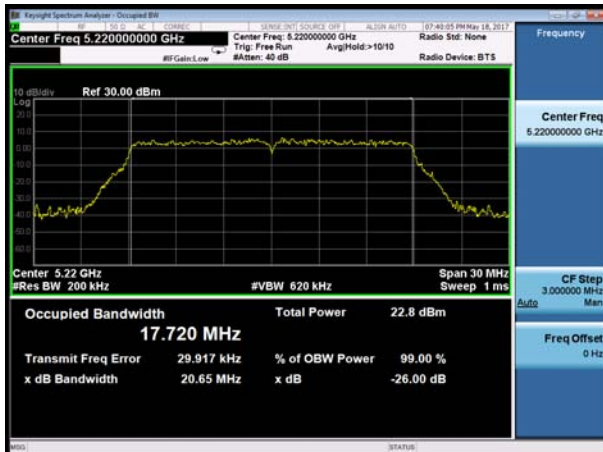 Keysight Spectrum Analyzer - Occupied BW
RF 50 Ω AC CORREC SENSE:INT SOURCE OFF ALIGN AUTO 07:40:05 PM May 18, 2017
Center Freq 5.220000000 GHz
Center Freq: 5.220000000 GHz
Radio Std: None
Trig: Free Run Avg|Hold:>10/10
#IFGain:Low #Atten: 40 dB Radio Device: BTS
Frequency
10 dB/div Ref 30.00 dBm
Log
20.0
10.0
0.00
-10.0
-20.0
-30.0
-40.0
-50.0
-60.0
Center Freq
5.220000000 GHz
Center 5.22 GHz Span 30 MHz
#Res BW 200 kHz #VBW 620 kHz Sweep 1 ms
CF Step
3.000000 MHz
Auto Man
Occupied Bandwidth Total Power 22.8 dBm
17.720 MHz
Transmit Freq Error 29.917 kHz % of OBW Power 99.00 %
x dB Bandwidth 20.65 MHz x dB -26.00 dB
Freq Offset
0 Hz
MSG STATUS